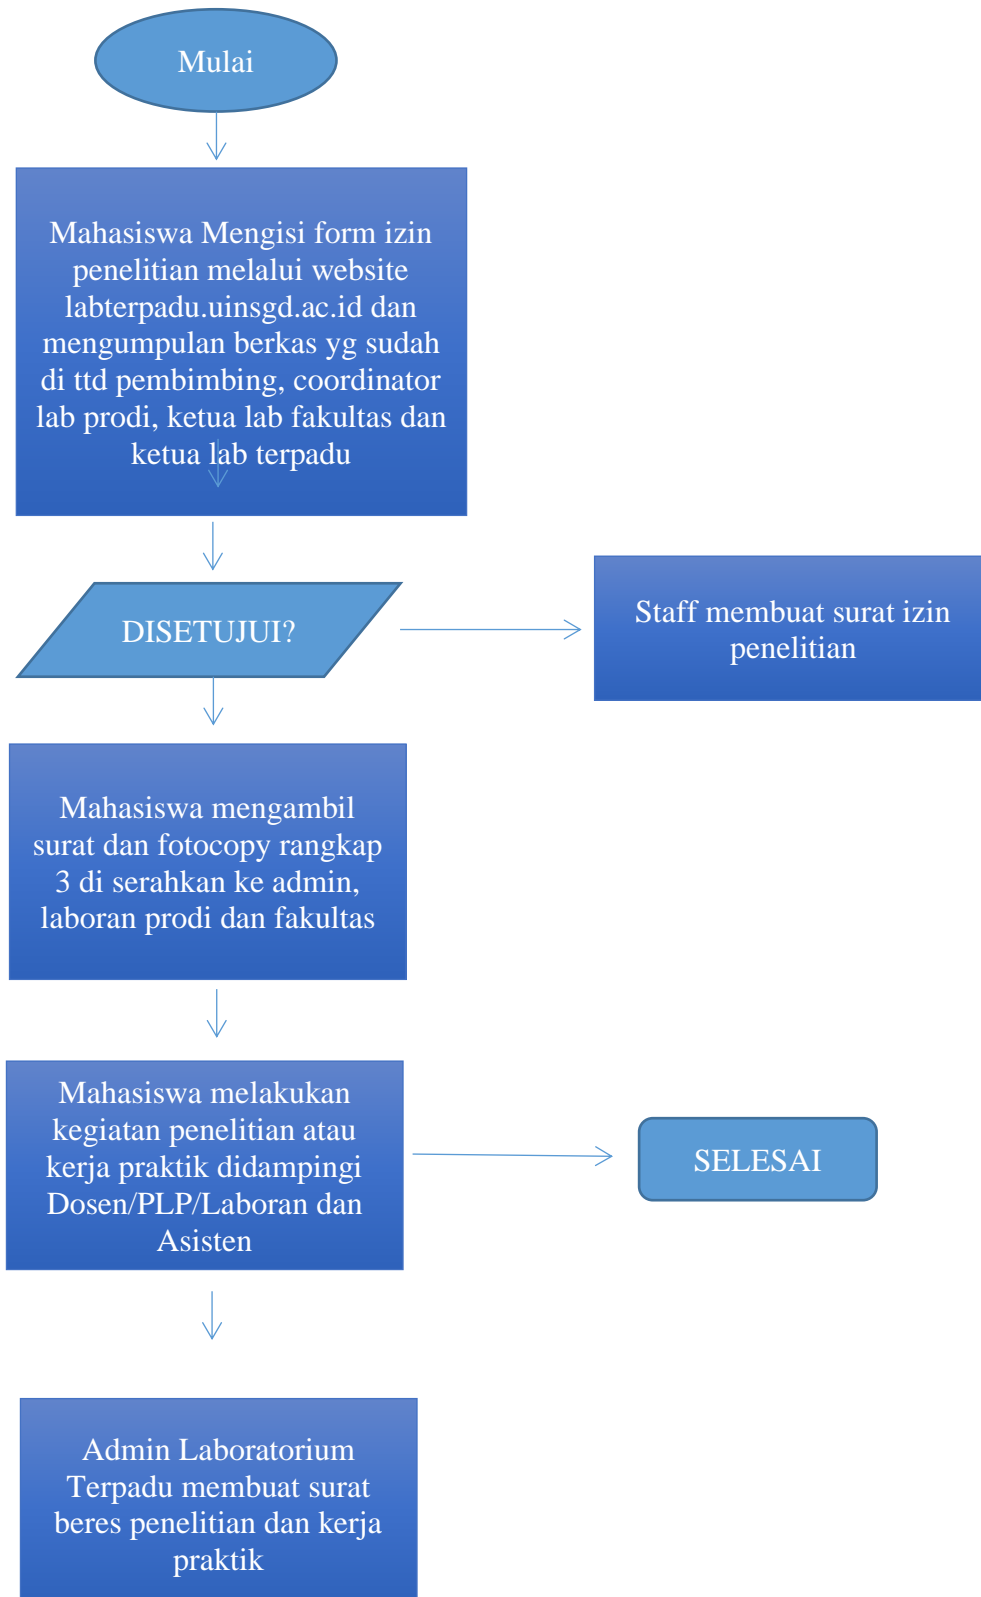 Mulai
Mahasiswa Mengisi form izin
penelitian melalui website
labterpadu.uinsgd.ac.id dan
mengumpulan berkas yg sudah
di ttd pembimbing, coordinator
lab prodi, ketua lab fakultas dan
ketua lab terpadu
DISETUJUI?
Staff membuat surat izin
penelitian
Mahasiswa mengambil
surat dan fotocopy rangkap
3 di serahkan ke admin,
laboran prodi dan fakultas
Mahasiswa melakukan
kegiatan penelitian atau
kerja praktik didampingi
Dosen/PLP/Laboran dan
Asisten
SELESAI
Admin Laboratorium
Terpadu membuat surat
beres penelitian dan kerja
praktik